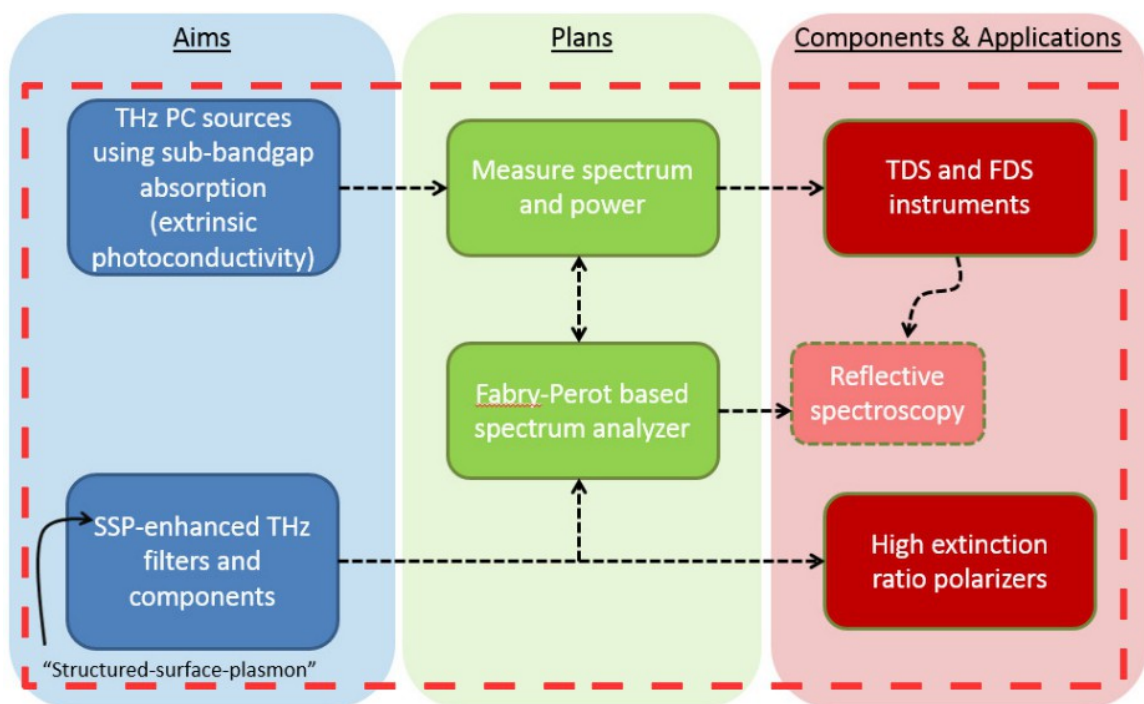 Aims
Plans
Components & Applications
THz PC sources
using sub-bandgap
absorption
(extrinsic
photoconductivity)
Measure spectrum
and power
TDS and FDS
instruments
Fabry-Perot based
spectrum analyzer
Reflective
spectroscopy
SSP-enhanced THz
filters and
components
High extinction
ratio polarizers
“Structured-surface-plasmon”